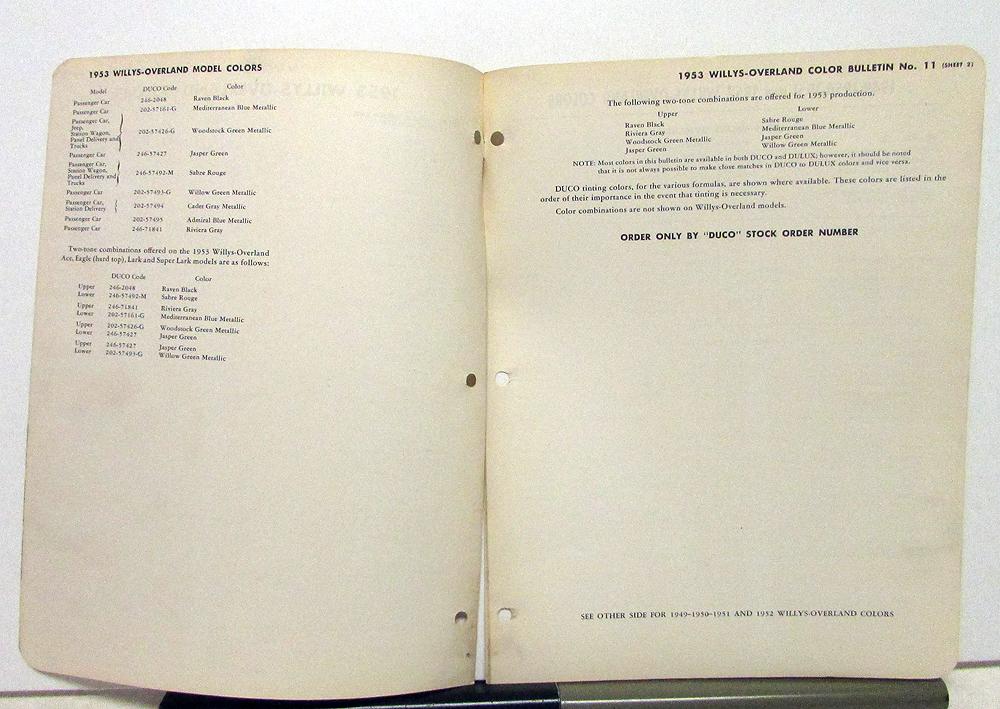 1953 WILLYS-OVERLAND MODEL COLORS
Model DUCO Code Color
Passenger Car 246-2048 Raven Black
Passenger Car 202-57161-G Mediterranean Blue Metallic
Passenger Car,
Jeep,
Station Wagon, 202-57426-G Woodstock Green Metallic
Panel Delivery and
Trucks
Passenger Car 246-57427 Jasper Green
Passenger Car,
Station Wagon, 246-57492-M Sabre Rouge
Panel Delivery and
Trucks
Passenger Car 202-57493-G Willow Green Metallic
Passenger Car, 202-57494 Cadet Gray Metallic
Station Delivery
Passenger Car 202-57495 Admiral Blue Metallic
Passenger Car 246-71841 Riviera Gray
Two-tone combinations offered on the 1953 Willys-Overland
Ace, Eagle (hard top), Lark and Super Lark models are as follows:
DUCO Code Color
Upper 246-2048 Raven Black
Lower 246-57492-M Sabre Rouge
Upper 246-71841 Riviera Gray
Lower 202-57161-G Mediterranean Blue Metallic
Upper 202-57426-G Woodstock Green Metallic
Lower 246-57427 Jasper Green
Upper 246-57427 Jasper Green
Lower 202-57493-G Willow Green Metallic
1953 WILLYS-OVERLAND COLOR BULLETIN No. 11 (SHEET 2)
The following two-tone combinations are offered for 1953 production.
Upper Lower
Raven Black Sabre Rouge
Riviera Gray Mediterranean Blue Metallic
Woodstock Green Metallic Jasper Green
Jasper Green Willow Green Metallic
NOTE: Most colors in this bulletin are available in both DUCO and DULUX; however, it should be noted
that it is not always possible to make close matches in DUCO to DULUX colors and vice versa.
DUCO tinting colors, for the various formulas, are shown where available. These colors are listed in the
order of their importance in the event that tinting is necessary.
Color combinations are not shown on Willys-Overland models.
ORDER ONLY BY "DUCO" STOCK ORDER NUMBER
SEE OTHER SIDE FOR 1949-1950-1951 AND 1952 WILLYS-OVERLAND COLORS